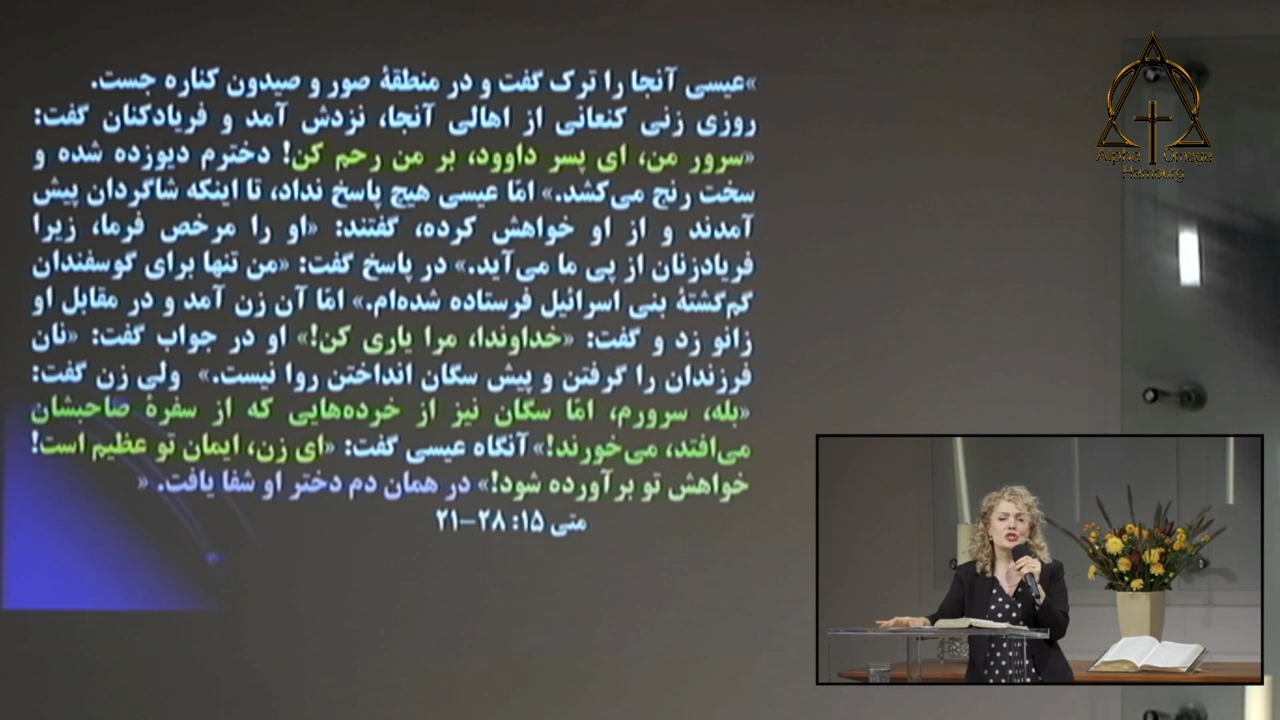 »عیسی آنجا را ترک گفت و در منطقهٔ صور و صیدون کناره جست.
روزی زنی کنعانی از اهالی آنجا، نزدش آمد و فریادکنان گفت:
«سرور من، ای پسر داوود، بر من رحم کن! دخترم دیوزده شده و
سخت رنج می‌کشد.» امّا عیسی هیچ پاسخ نداد، تا اینکه شاگردان پیش
آمدند و از او خواهش کرده، گفتند: «او را مرخص فرما، زیرا
فریادزنان از پی ما می‌آید.» در پاسخ گفت: «من تنها برای گوسفندان
گم‌گشتهٔ بنی اسرائیل فرستاده شده‌ام.» امّا آن زن آمد و در مقابل او
زانو زد و گفت: «خداوندا، مرا یاری کن!» او در جواب گفت: «نان
فرزندان را گرفتن و پیش سگان انداختن روا نیست.» ولی زن گفت:
«بله، سرورم، امّا سگان نیز از خرده‌هایی که از سفرهٔ صاحبشان
می‌افتد، می‌خورند!» آنگاه عیسی گفت: «ای زن، ایمان تو عظیم است!
خواهش تو برآورده شود!» در همان دم دختر او شفا یافت. «
متی ۱۵: ۲۸–۲۱
Alpha Omega
Hamburg